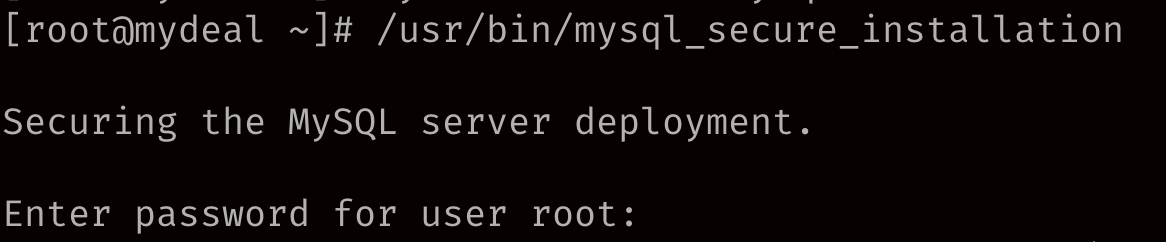 [root@mydeal ~]# /usr/bin/mysql_secure_installation
Securing the MySQL server deployment.
Enter password for user root: